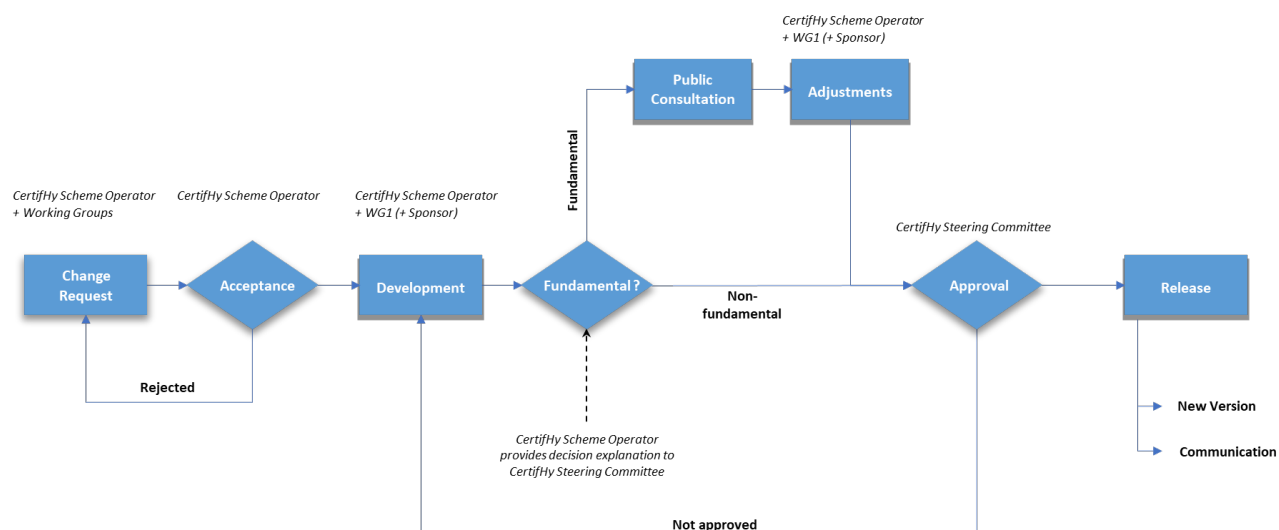 CertifHy Scheme Operator
+ WG1 (+ Sponsor)
Public
Consultation
Adjustments
Fundamental
CertifHy Scheme Operator
+ Working Groups
CertifHy Scheme Operator
CertifHy Scheme Operator
+ WG1 (+ Sponsor)
CertifHy Steering Committee
Change
Request
Acceptance
Development
Fundamental ?
Non-
fundamental
Approval
Release
Rejected
CertifHy Scheme Operator
provides decision explanation to
CertifHy Steering Committee
New Version
Communication
Not approved